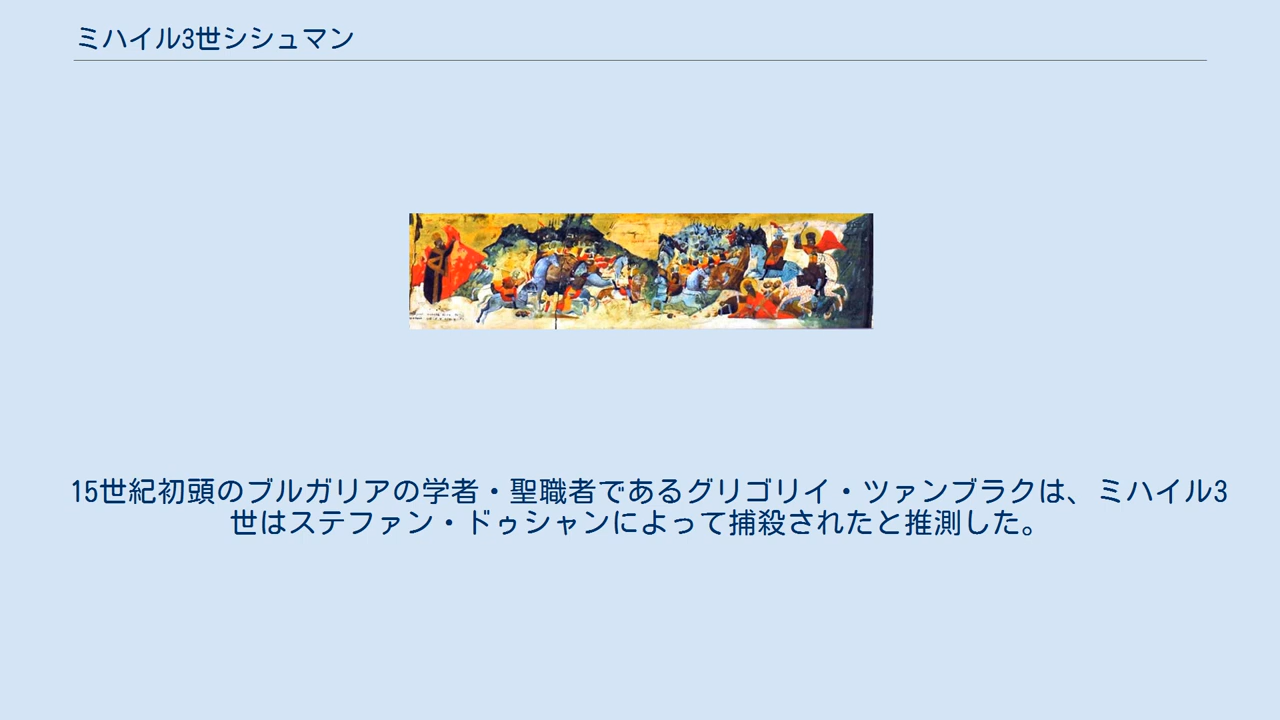 ミハイル3世シシュマン
15世紀初頭のブルガリアの学者・聖職者であるグリゴリイ・ツァンブラクは、ミハイル3
世はステファン・ドゥシャンによって捕殺されたと推測した。